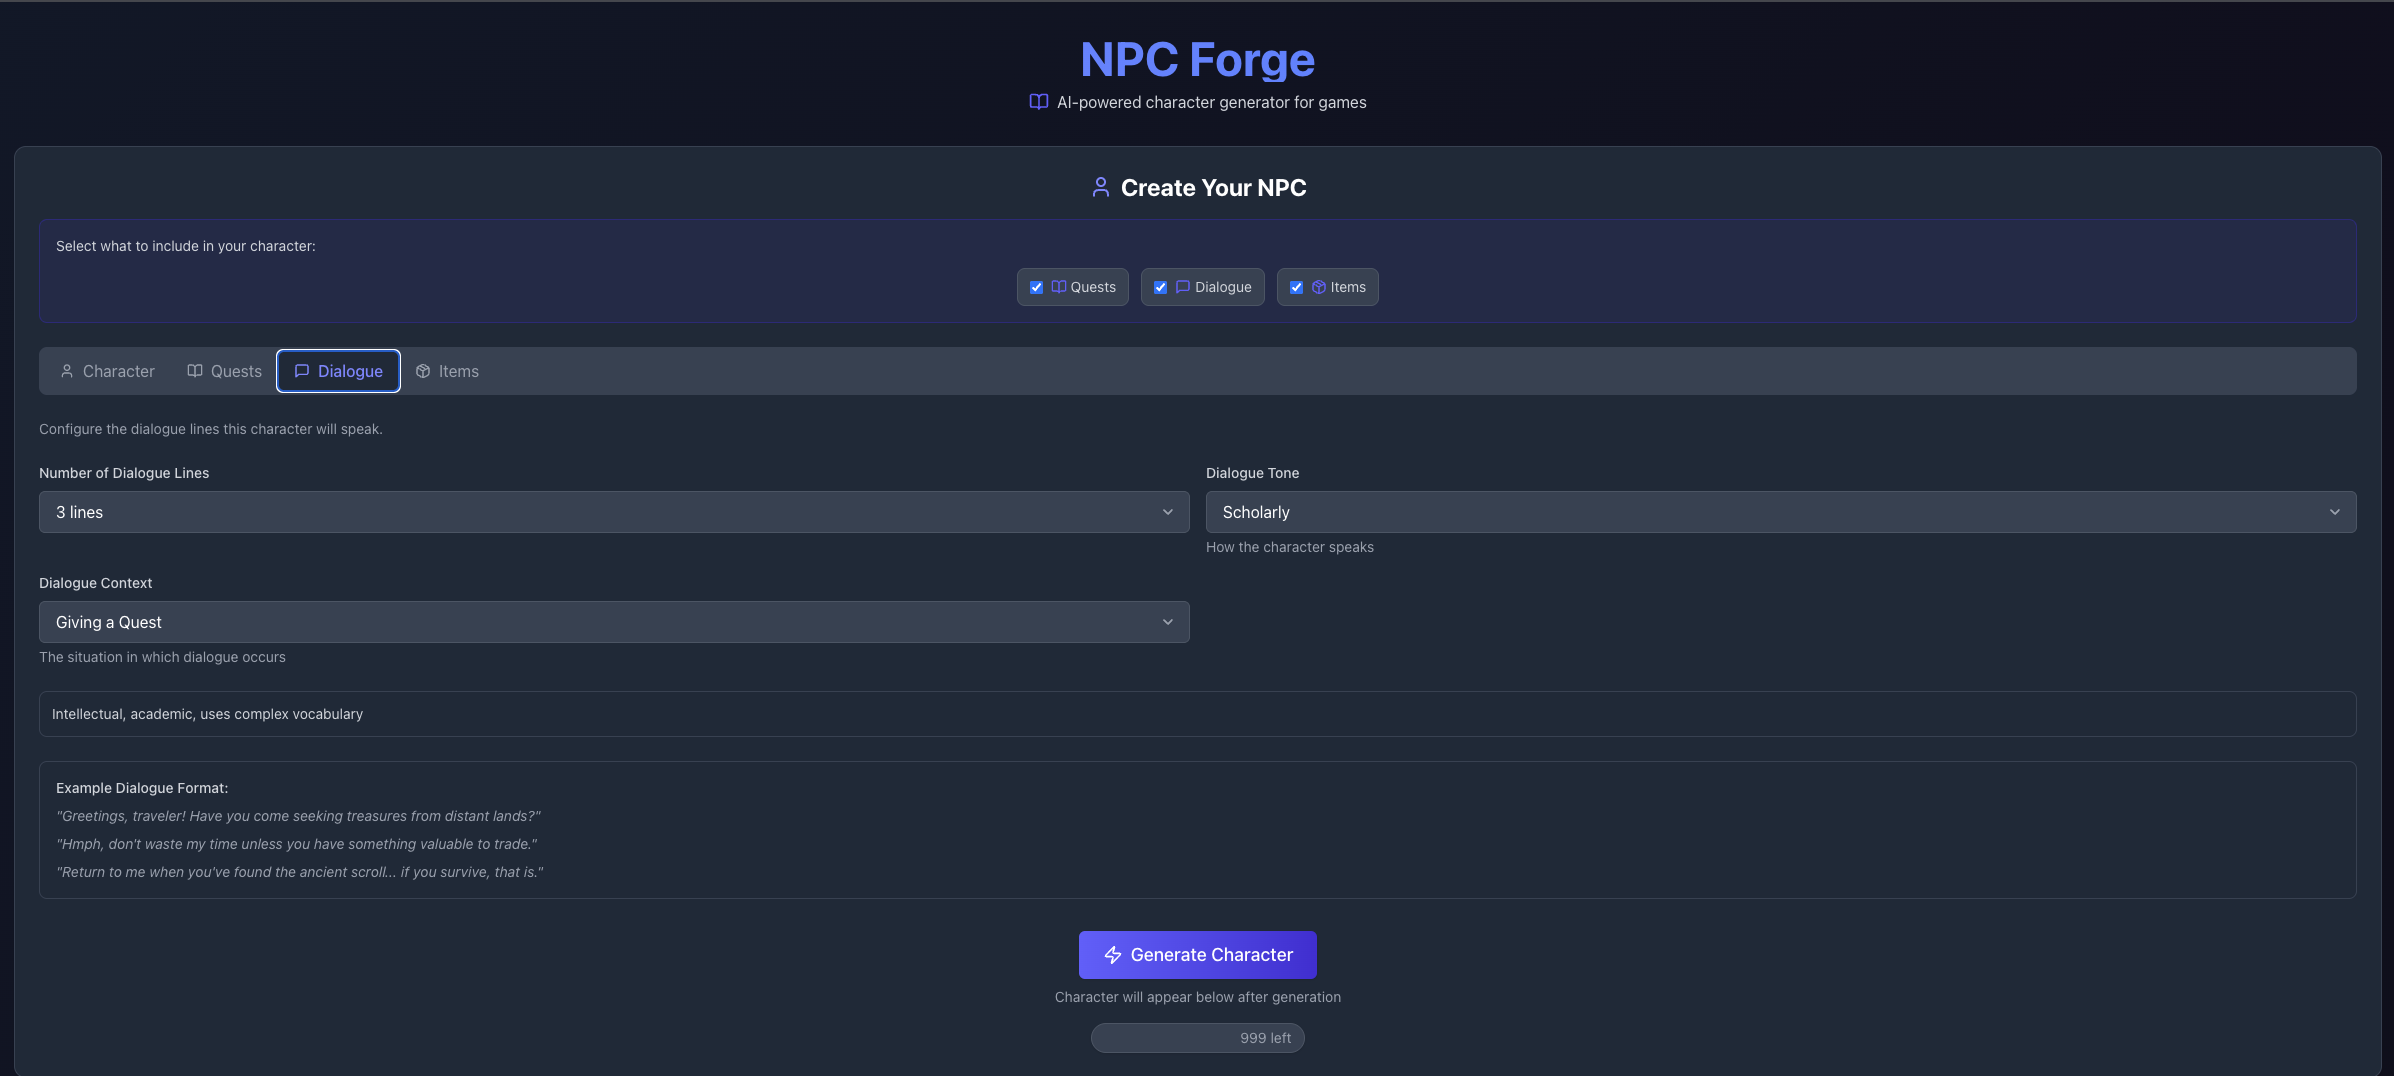 NPC Forge
AI-powered character generator for games
Create Your NPC
Select what to include in your character:
Quests Dialogue Items
Character Quests Dialogue Items
Configure the dialogue lines this character will speak.
Number of Dialogue Lines Dialogue Tone
3 lines Scholarly
How the character speaks
Dialogue Context
Giving a Quest
The situation in which dialogue occurs
Intellectual, academic, uses complex vocabulary
Example Dialogue Format:
"Greetings, traveler! Have you come seeking treasures from distant lands?"
"Hmph, don't waste my time unless you have something valuable to trade."
"Return to me when you've found the ancient scroll... if you survive, that is."
Generate Character
Character will appear below after generation
999 left